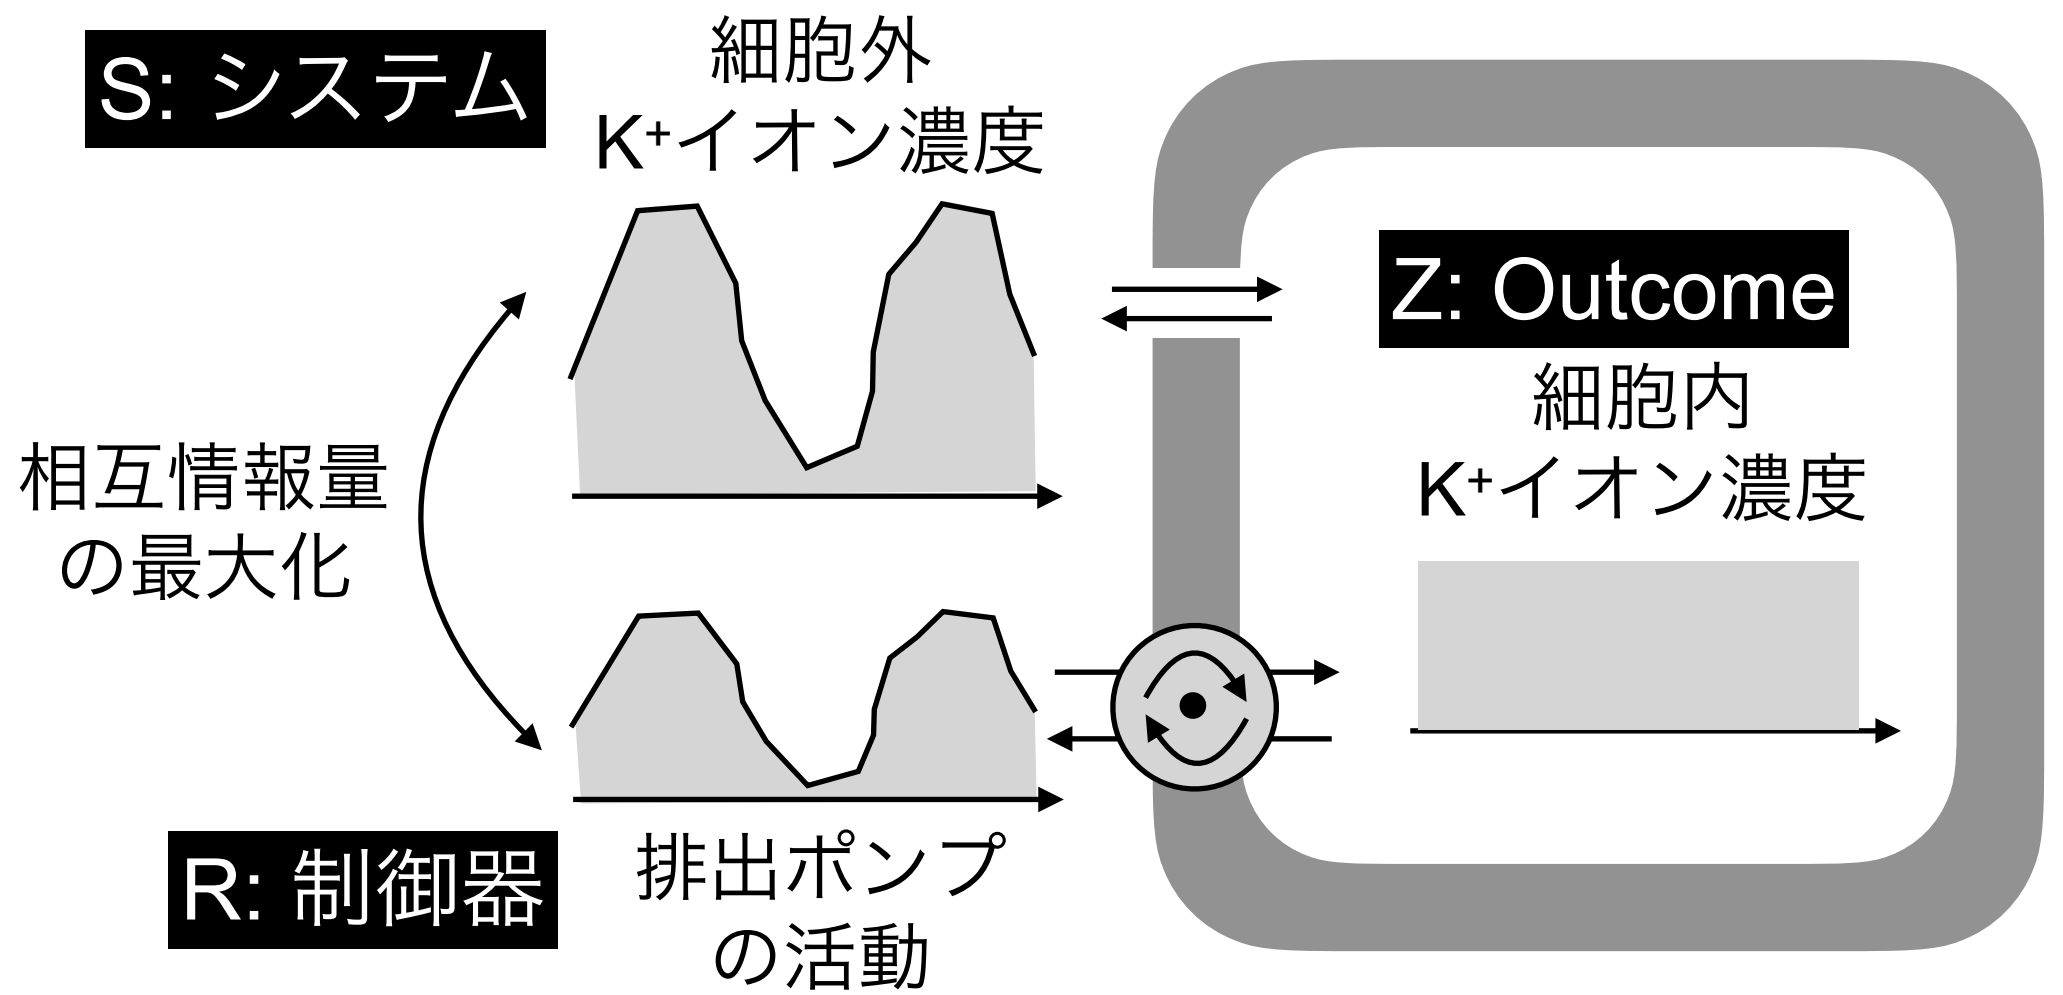 S: システム
細胞外
K⁺イオン濃度
相互情報量
の最大化
R: 制御器
排出ポンプ
の活動
Z: Outcome
細胞内
K⁺イオン濃度